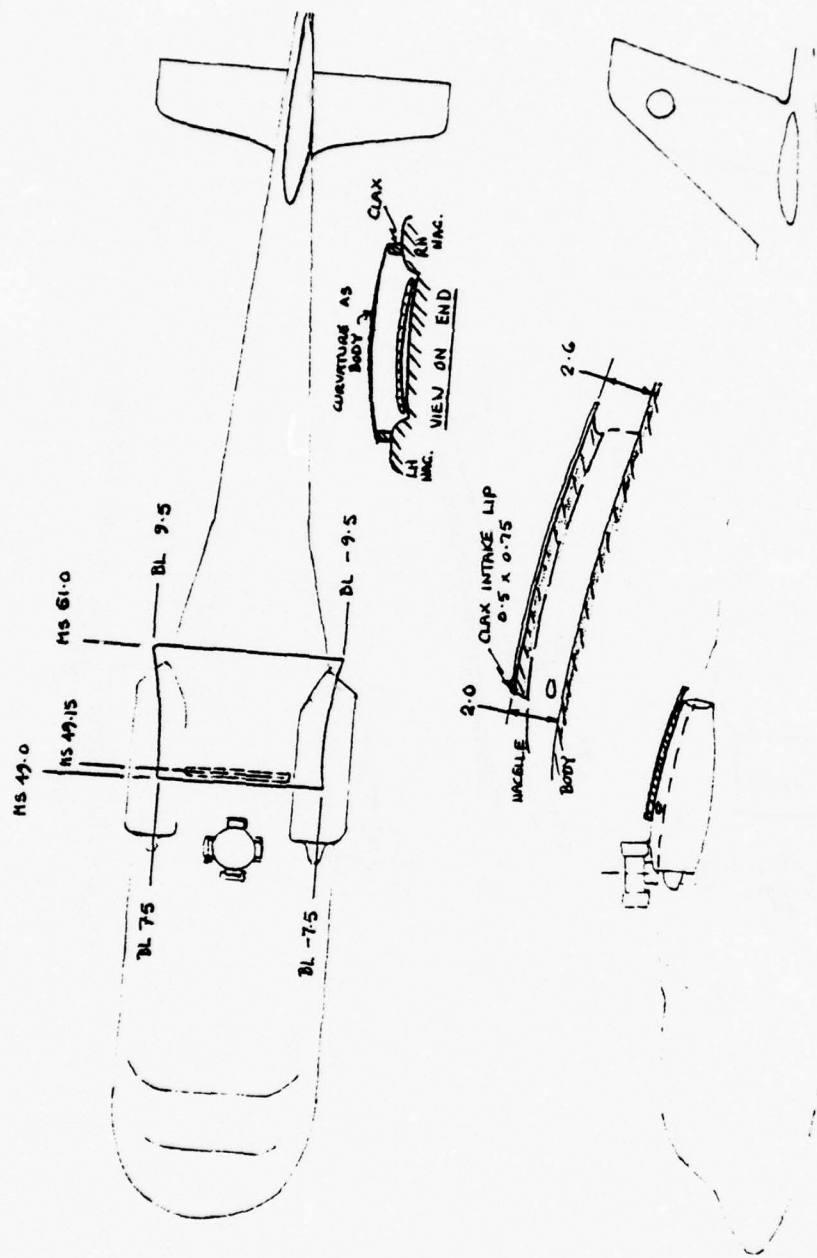 MS 49.0
MS 49.15
MS 61.0
BL 7.5
BL 9.5
BL -7.5
BL -9.5
CURVATURE AS
BODY
CLAX
LH
NAC.
RH
NAC.
VIEW ON END
CLAX INTAKE LIP
0.5 x 0.75
2.0
2.6
NACELLE
BODY